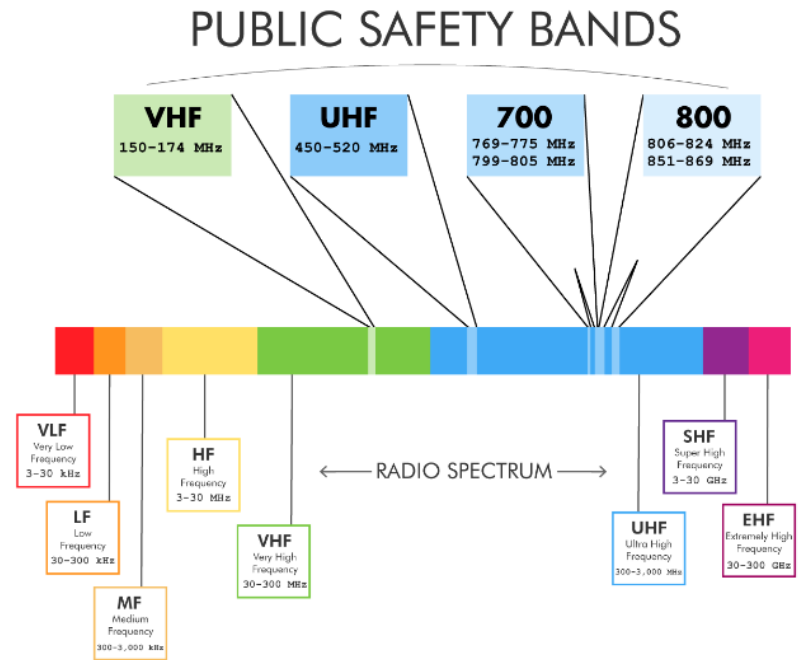 PUBLIC SAFETY BANDS
VHF
150-174 MHz
UHF
450-520 MHz
700
769-775 MHz
799-805 MHz
800
806-824 MHz
851-869 MHz
VLF
Very Low
Frequency
3-30 kHz
LF
Low
Frequency
30-300 kHz
MF
Medium
Frequency
300-3,000 kHz
HF
High
Frequency
3-30 MHz
VHF
Very High
Frequency
30-300 MHz
RADIO SPECTRUM
UHF
Ultra High
Frequency
300-3,000 MHz
SHF
Super High
Frequency
3-30 GHz
EHF
Extremely High
Frequency
30-300 GHz